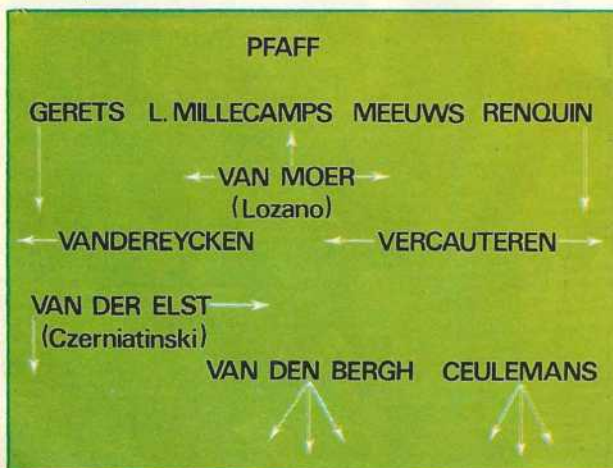 PFAFF
GERETS L. MILLECAMPS MEEUWS RENQUIN
VAN MOER
(Lozano)
VANDEREYCKEN VERCAUTEREN
VAN DER ELST
(Czerniatinski)
VAN DEN BERGH CEULEMANS